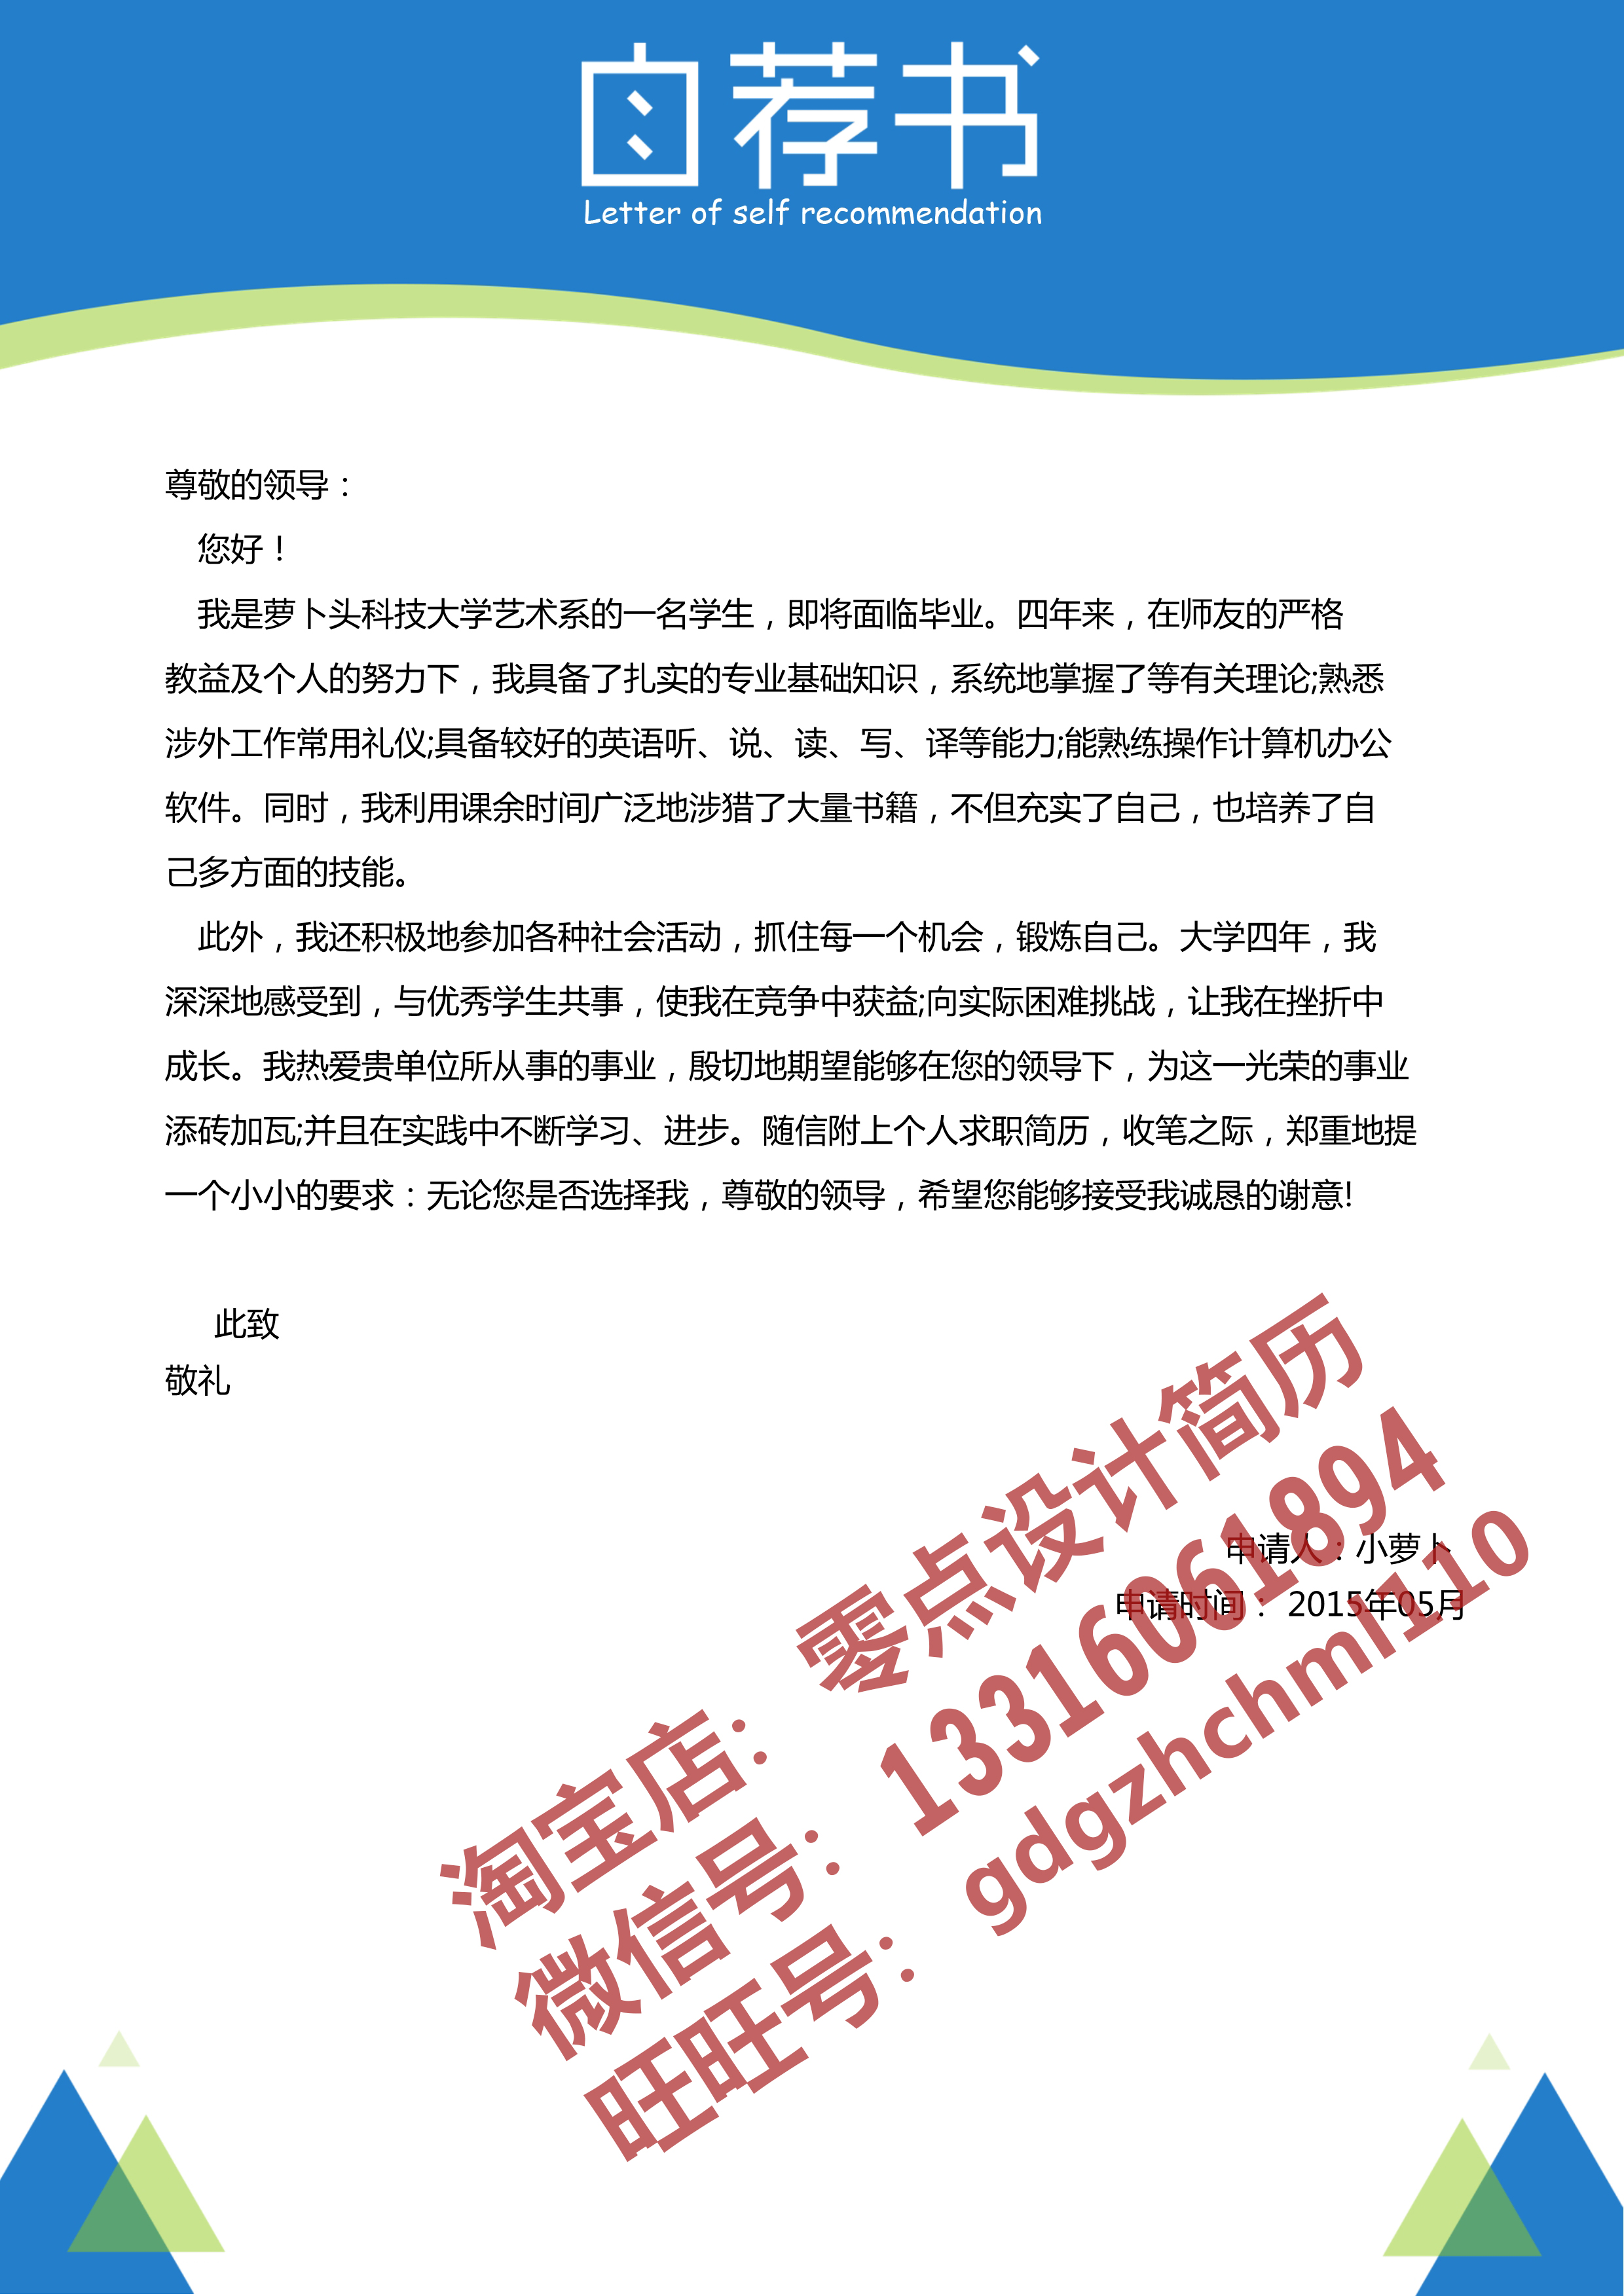 自荐书
Letter of self recommendation
尊敬的领导：
您好！
我是萝卜头科技大学艺术系的一名学生，即将面临毕业。四年来，在师友的严格
教益及个人的努力下，我具备了扎实的专业基础知识，系统地掌握了等有关理论;熟悉
涉外工作常用礼仪;具备较好的英语听、说、读、写、译等能力;能熟练操作计算机办公
软件。同时，我利用课余时间广泛地涉猎了大量书籍，不但充实了自己，也培养了自
己多方面的技能。
此外，我还积极地参加各种社会活动，抓住每一个机会，锻炼自己。大学四年，我
深深地感受到，与优秀学生共事，使我在竞争中获益;向实际困难挑战，让我在挫折中
成长。我热爱贵单位所从事的事业，殷切地期望能够在您的领导下，为这一光荣的事业
添砖加瓦;并且在实践中不断学习、进步。随信附上个人求职简历，收笔之际，郑重地提
一个小小的要求：无论您是否选择我，尊敬的领导，希望您能够接受我诚恳的谢意!
此致
敬礼
申请人：小萝卜
申请时间： 2015年05月
淘宝店： 零点设计简历
微信号： 13316061894
旺旺号： gdgzhchml110